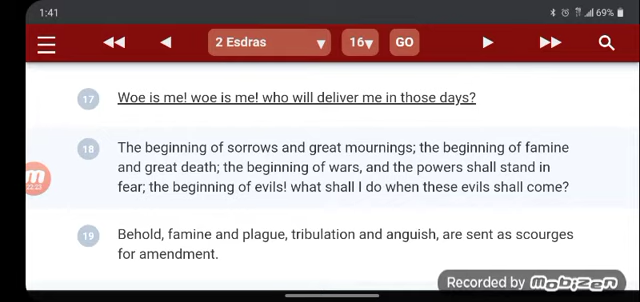 1:41
69%
2 Esdras
16
GO
17
Woe is me! woe is me! who will deliver me in those days?
18
The beginning of sorrows and great mournings; the beginning of famine
and great death; the beginning of wars, and the powers shall stand in
fear; the beginning of evils! what shall I do when these evils shall come?
22:23
19
Behold, famine and plague, tribulation and anguish, are sent as scourges
for amendment.
Recorded by Mobizen